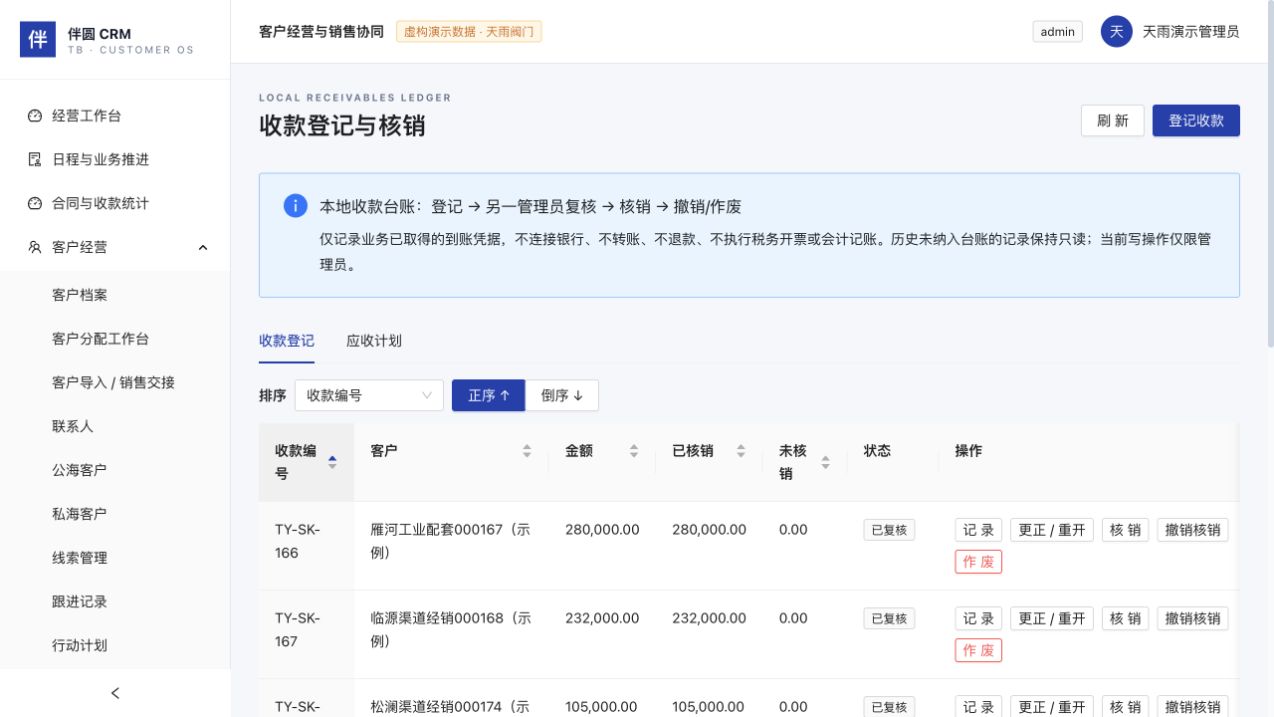 伴
伴圆 CRM
TB · CUSTOMER OS
客户经营与销售协同
虚构演示数据 · 天雨阀门
admin
天
天雨演示管理员
经营工作台
日程与业务推进
合同与收款统计
客户经营
客户档案
客户分配工作台
客户导入 / 销售交接
联系人
公海客户
私海客户
线索管理
跟进记录
行动计划
LOCAL RECEIVABLES LEDGER
收款登记与核销
刷 新
登记收款
本地收款台账：登记 → 另一管理员复核 → 核销 → 撤销/作废
仅记录业务已取得的到账凭据，不连接银行、不转账、不退款、不执行税务开票或会计记账。历史未纳入台账的记录保持只读；当前写操作仅限管
理员。
收款登记
应收计划
排序
收款编号
正序 ↑
倒序 ↓
收款编
号
客户
金额
已核销
未核
销
状态
操作
TY-SK-
166
雁河工业配套000167（示
例）
280,000.00
280,000.00
0.00
已复核
记 录
更正 / 重开
核 销
撤销核销
作 废
TY-SK-
167
临源渠道经销000168（示
例）
232,000.00
232,000.00
0.00
已复核
记 录
更正 / 重开
核 销
撤销核销
作 废
TY-SK-
松澜渠道经销000174（示
105,000.00
105,000.00
0.00
已复核
记 录
更正 / 重开
核 销
撤销核销